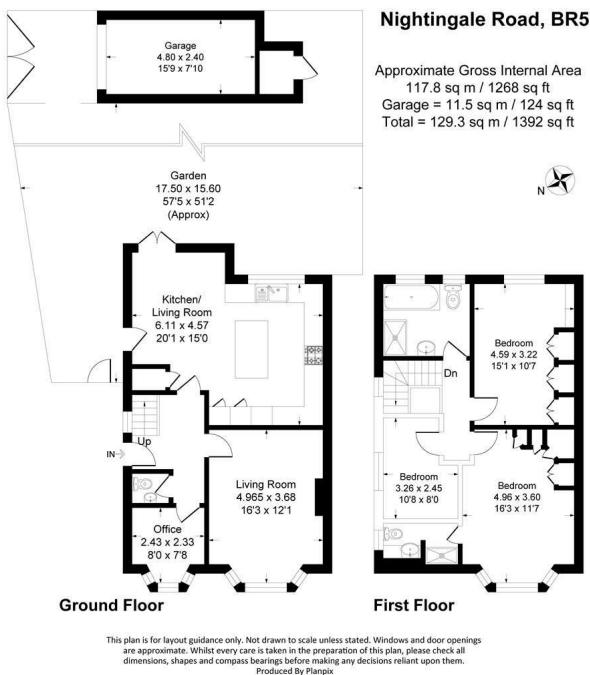 Nightingale Road, BR5
Approximate Gross Internal Area
117.8 sq m / 1268 sq ft
Garage = 11.5 sq m / 124 sq ft
Total = 129.3 sq m / 1392 sq ft
N
Garage
4.80 x 2.40
15'9 x 7'10
Garden
17.50 x 15.60
57'5 x 51'2
(Approx)
Kitchen/
Living Room
6.11 x 4.57
20'1 x 15'0
Up
IN
Living Room
4.965 x 3.68
16'3 x 12'1
Office
2.43 x 2.33
8'0 x 7'8
Ground Floor
Bedroom
4.59 x 3.22
15'1 x 10'7
Dn
Bedroom
3.26 x 2.45
10'8 x 8'0
Bedroom
4.96 x 3.60
16'3 x 11'7
First Floor
This plan is for layout guidance only. Not drawn to scale unless stated. Windows and door openings
are approximate. Whilst every care is taken in the preparation of this plan, please check all
dimensions, shapes and compass bearings before making any decisions reliant upon them.
Produced By Planpix